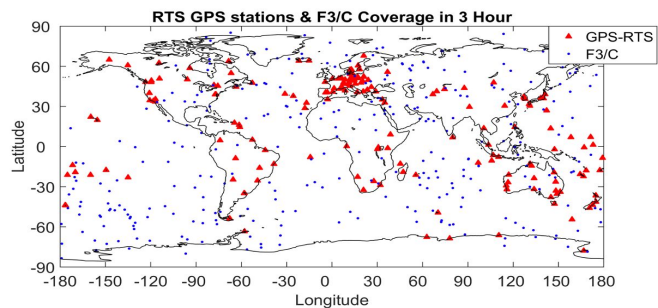 RTS GPS stations & F3/C Coverage in 3 Hour
GPS-RTS
F3/C
Latitude
90
60
30
0
-30
-60
-90
-180 -150 -120 -90 -60 -30 0 30 60 90 120 150 180
Longitude